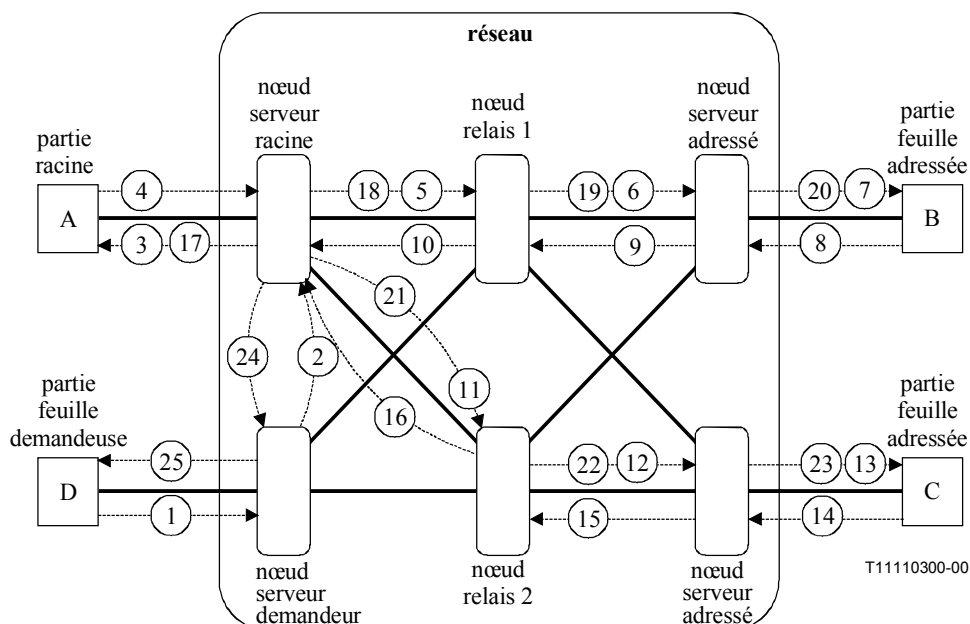 réseau
nœud
serveur
racine
nœud
relais 1
nœud
serveur
adressé
partie
racine
partie
feuille
adressée
4
18
5
19
6
20
7
A
B
3
17
10
9
8
21
24
2
11
16
partie
feuille
demandeuse
partie
feuille
adressée
25
22
12
23
13
D
C
1
15
14
nœud
serveur
demandeur
nœud
relais 2
nœud
serveur
adressé
T11110300-00